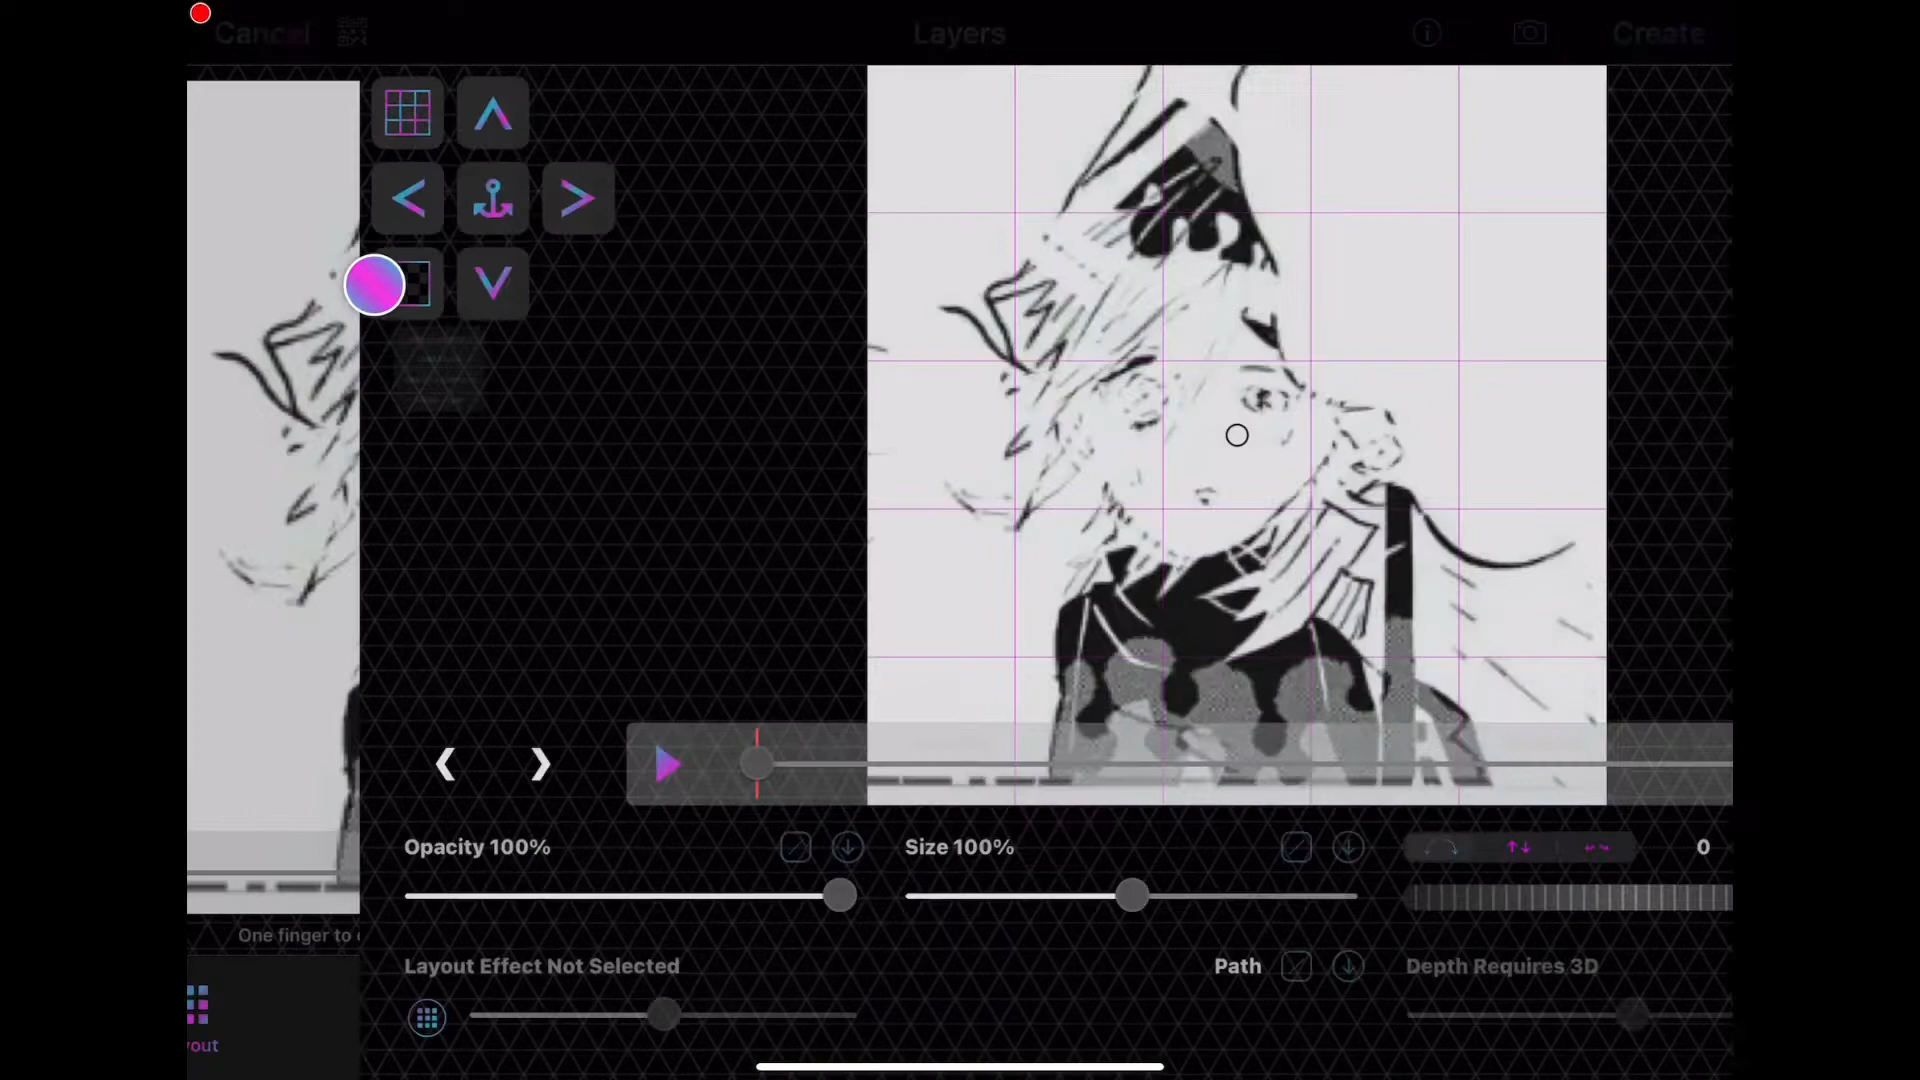 Cancel
Layers
Create
Opacity 100%
Size 100%
0
One finger to
Layout Effect Not Selected
Path
Depth Requires 3D
yout